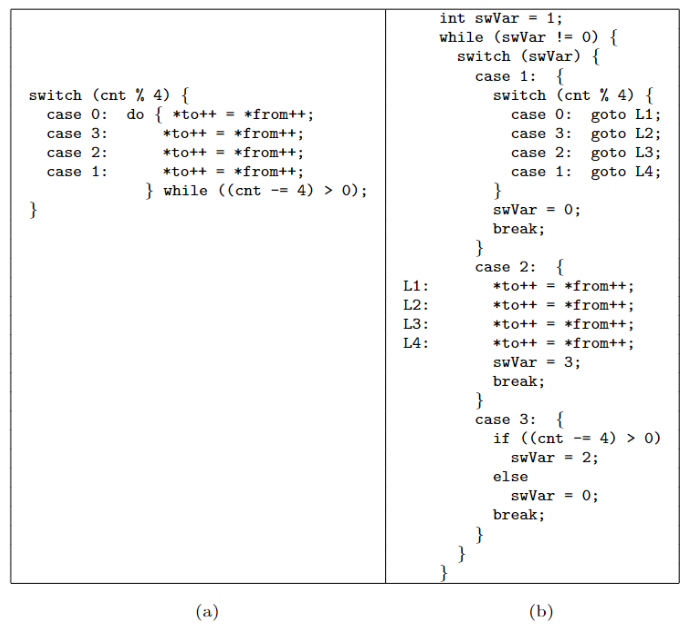 switch (cnt % 4) {
case 0: do { *to++ = *from++;
case 3: *to++ = *from++;
case 2: *to++ = *from++;
case 1: *to++ = *from++;
} while ((cnt -= 4) > 0);
}
(a)
int swVar = 1;
while (swVar != 0) {
switch (swVar) {
case 1: {
switch (cnt % 4) {
case 0: goto L1;
case 3: goto L2;
case 2: goto L3;
case 1: goto L4;
}
swVar = 0;
break;
}
case 2: {
L1: *to++ = *from++;
L2: *to++ = *from++;
L3: *to++ = *from++;
L4: *to++ = *from++;
swVar = 3;
break;
}
case 3: {
if ((cnt -= 4) > 0)
swVar = 2;
else
swVar = 0;
break;
}
}
}
(b)